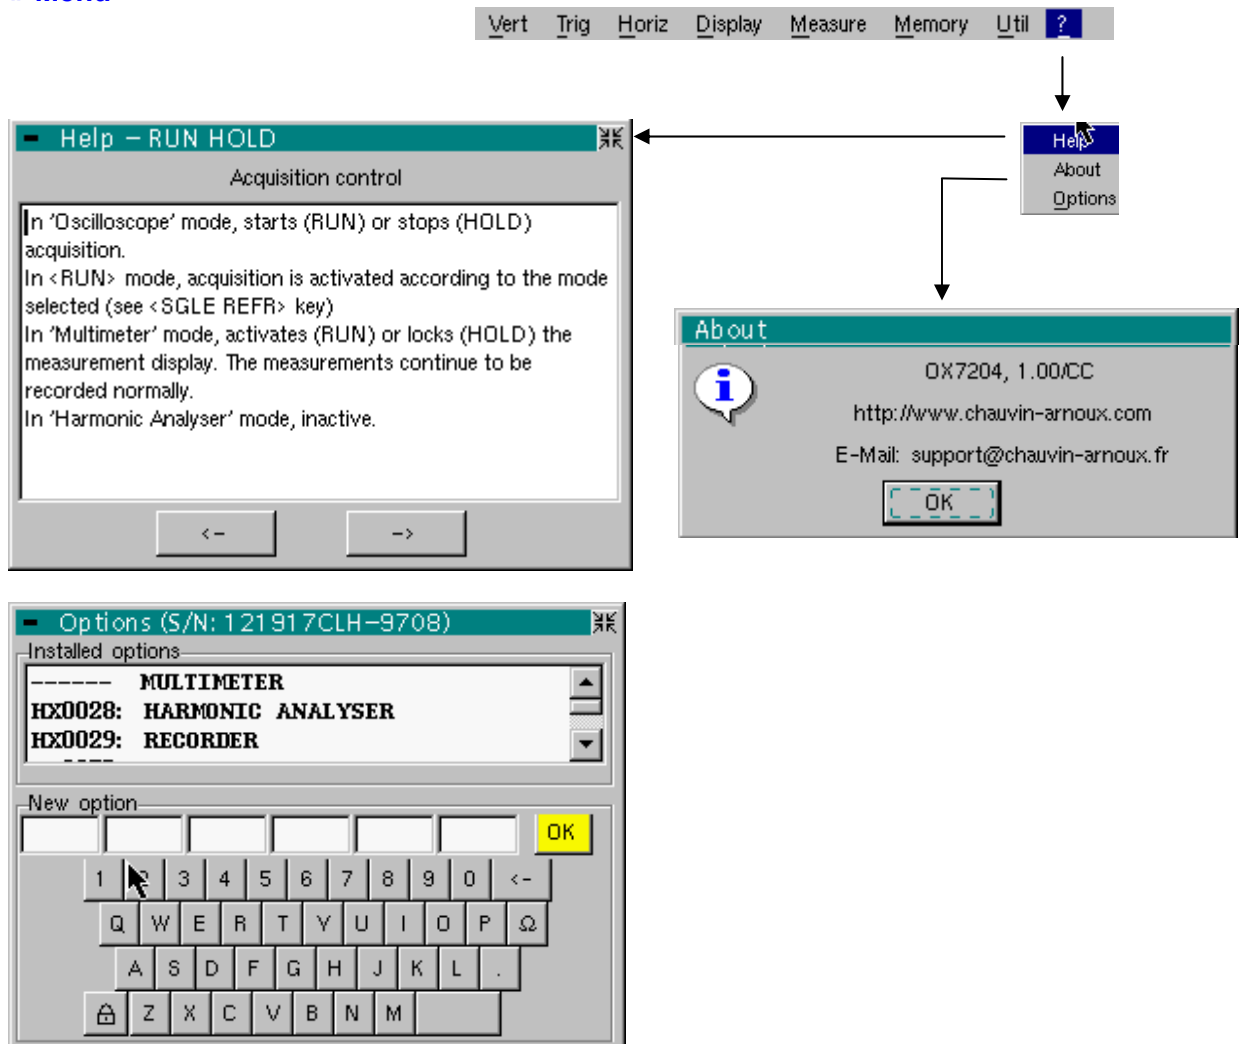 Vert Trig Horiz Display Measure Memory Util ?
Help
About
Options
Help – RUN HOLD
Acquisition control
In 'Oscilloscope' mode, starts (RUN) or stops (HOLD)
acquisition.
In <RUN> mode, acquisition is activated according to the mode
selected (see <SGLE REFR> key)
In 'Multimeter' mode, activates (RUN) or locks (HOLD) the
measurement display. The measurements continue to be
recorded normally.
In 'Harmonic Analyser' mode, inactive.
<- ->
About
OX7204, 1.00/CC
http://www.chauvin-arnoux.com
E-Mail: support@chauvin-arnoux.fr
OK
Options (S/N: 121917CLH-9708)
Installed options
------ MULTIMETER
HX0028: HARMONIC ANALYSER
HX0029: RECORDER
New option
OK
1 2 3 4 5 6 7 8 9 0 <-
Q W E R T Y U I O P Ω
A S D F G H J K L .
Z X C V B N M